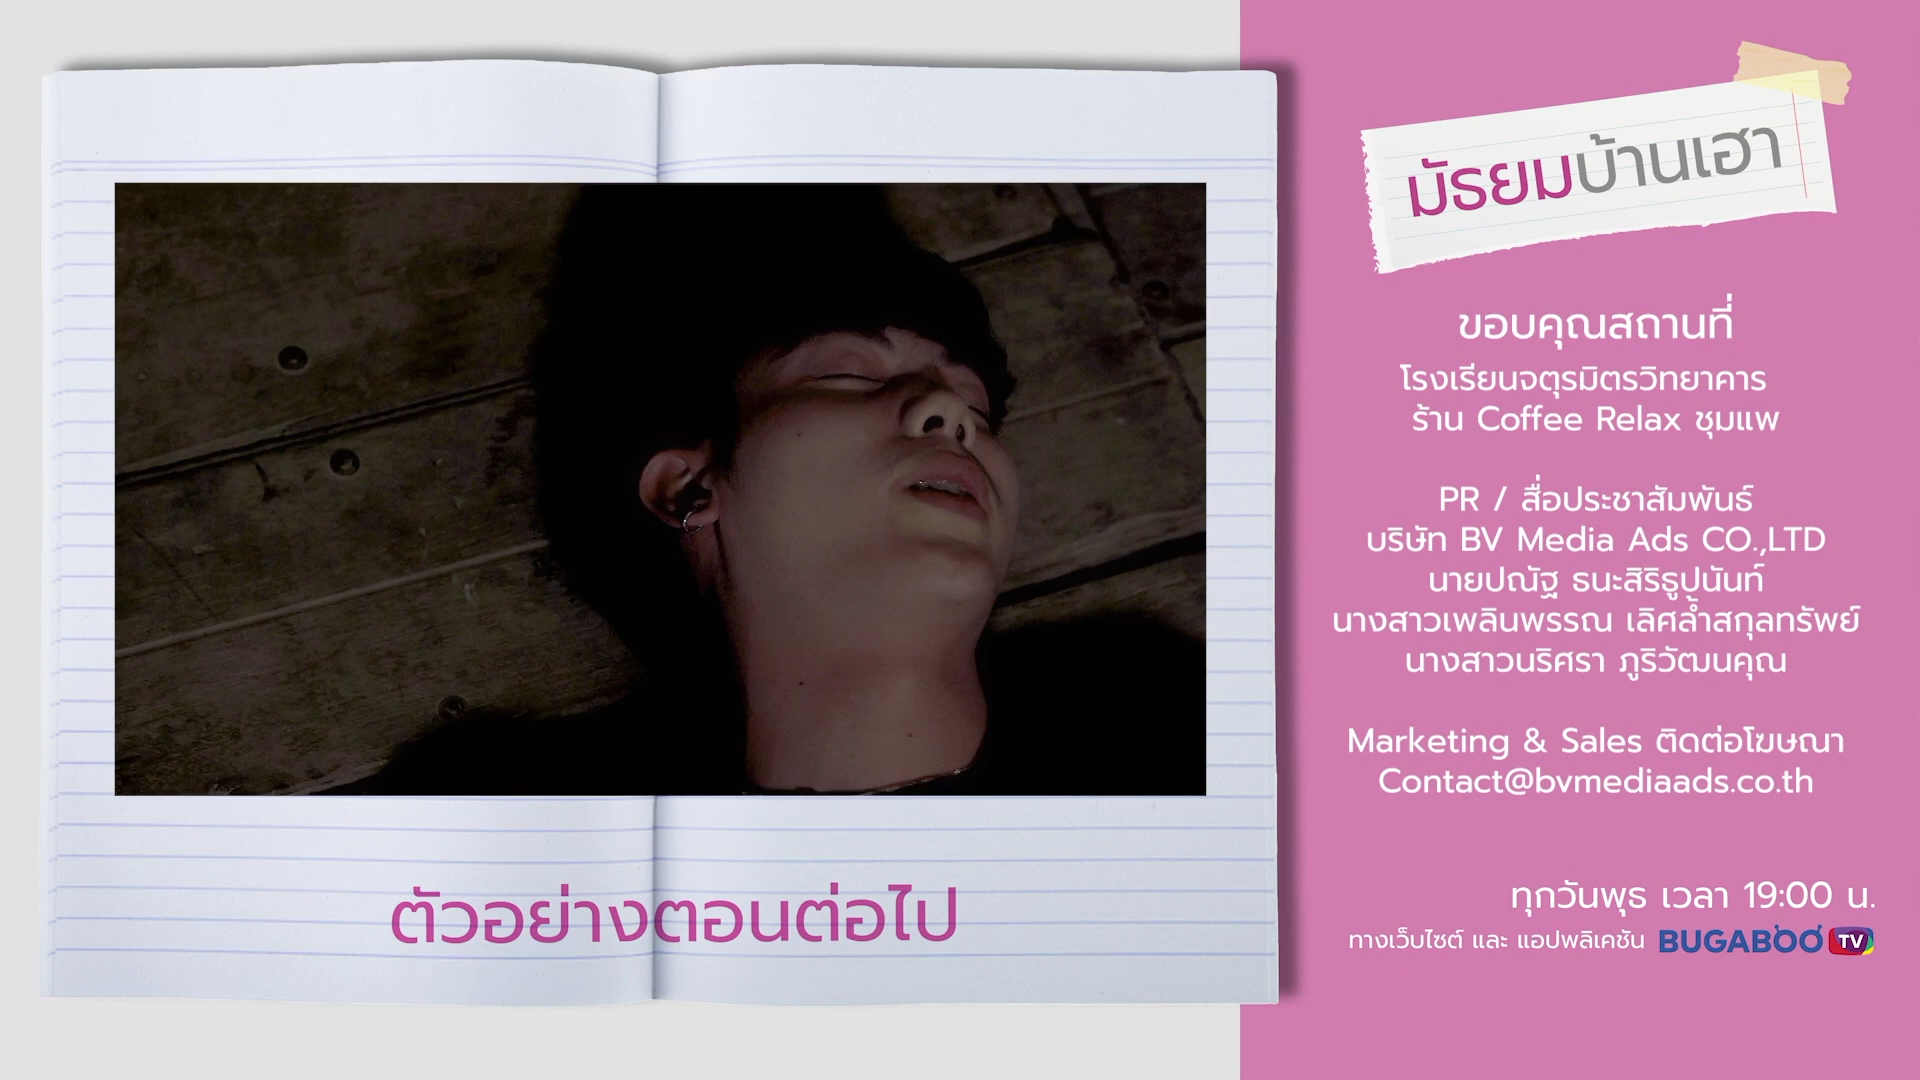 มัธยมบ้านเฮา
ขอบคุณสถานที่
โรงเรียนจตุรมิตรวิทยาคาร
ร้าน Coffee Relax ชุมแพ
PR / สื่อประชาสัมพันธ์
บริษัท BV Media Ads CO.,LTD
นายปณัฐ ธนะสิริธูปนันท์
นางสาวเพลินพรรณ เลิศล้ำสกุลทรัพย์
นางสาวนริศรา ภูริวัฒนคุณ
Marketing & Sales ติดต่อโฆษณา
Contact@bvmediaads.co.th
ตัวอย่างตอนต่อไป
ทุกวันพุธ เวลา 19:00 น.
ทางเว็บไซต์ และ แอปพลิเคชัน BUGABOO TV